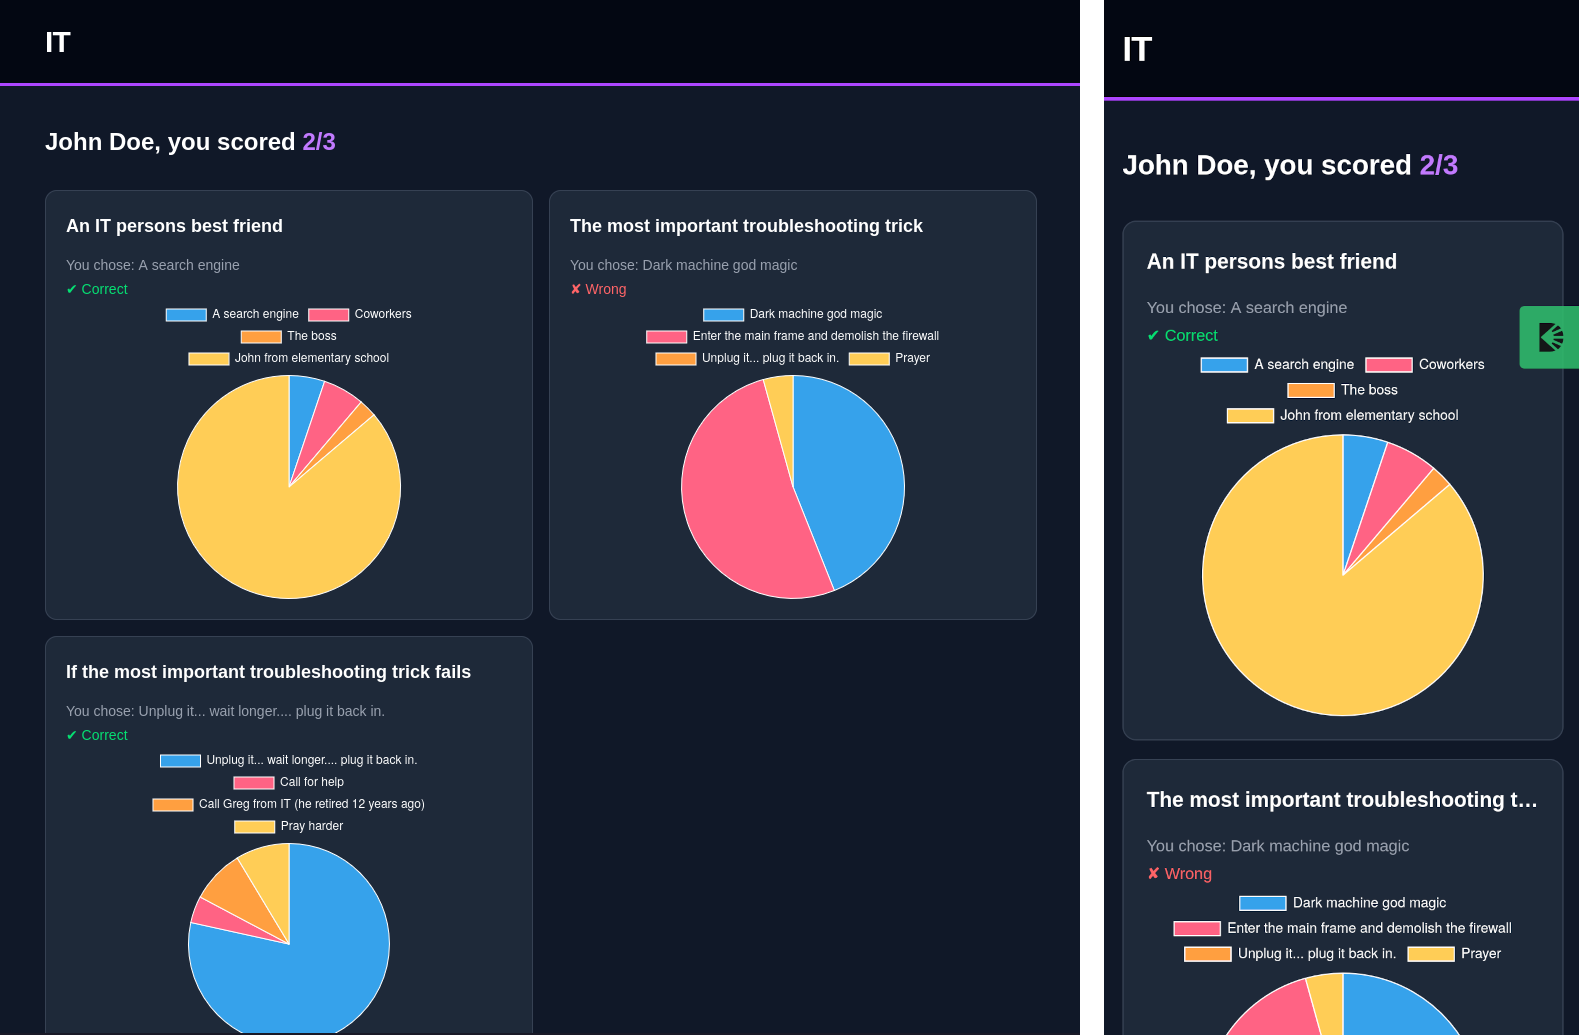 IT
John Doe, you scored 2/3
An IT persons best friend
You chose: A search engine
✔ Correct
A search engine Coworkers
The boss
John from elementary school
The most important troubleshooting trick
You chose: Dark machine god magic
✘ Wrong
Dark machine god magic
Enter the main frame and demolish the firewall
Unplug it... plug it back in. Prayer
If the most important troubleshooting trick fails
You chose: Unplug it... wait longer.... plug it back in.
✔ Correct
Unplug it... wait longer.... plug it back in.
Call for help
Call Greg from IT (he retired 12 years ago)
Pray harder
IT
John Doe, you scored 2/3
An IT persons best friend
You chose: A search engine
✔ Correct
A search engine Coworkers
The boss
John from elementary school
The most important troubleshooting t...
You chose: Dark machine god magic
✘ Wrong
Dark machine god magic
Enter the main frame and demolish the firewall
Unplug it... plug it back in. Prayer